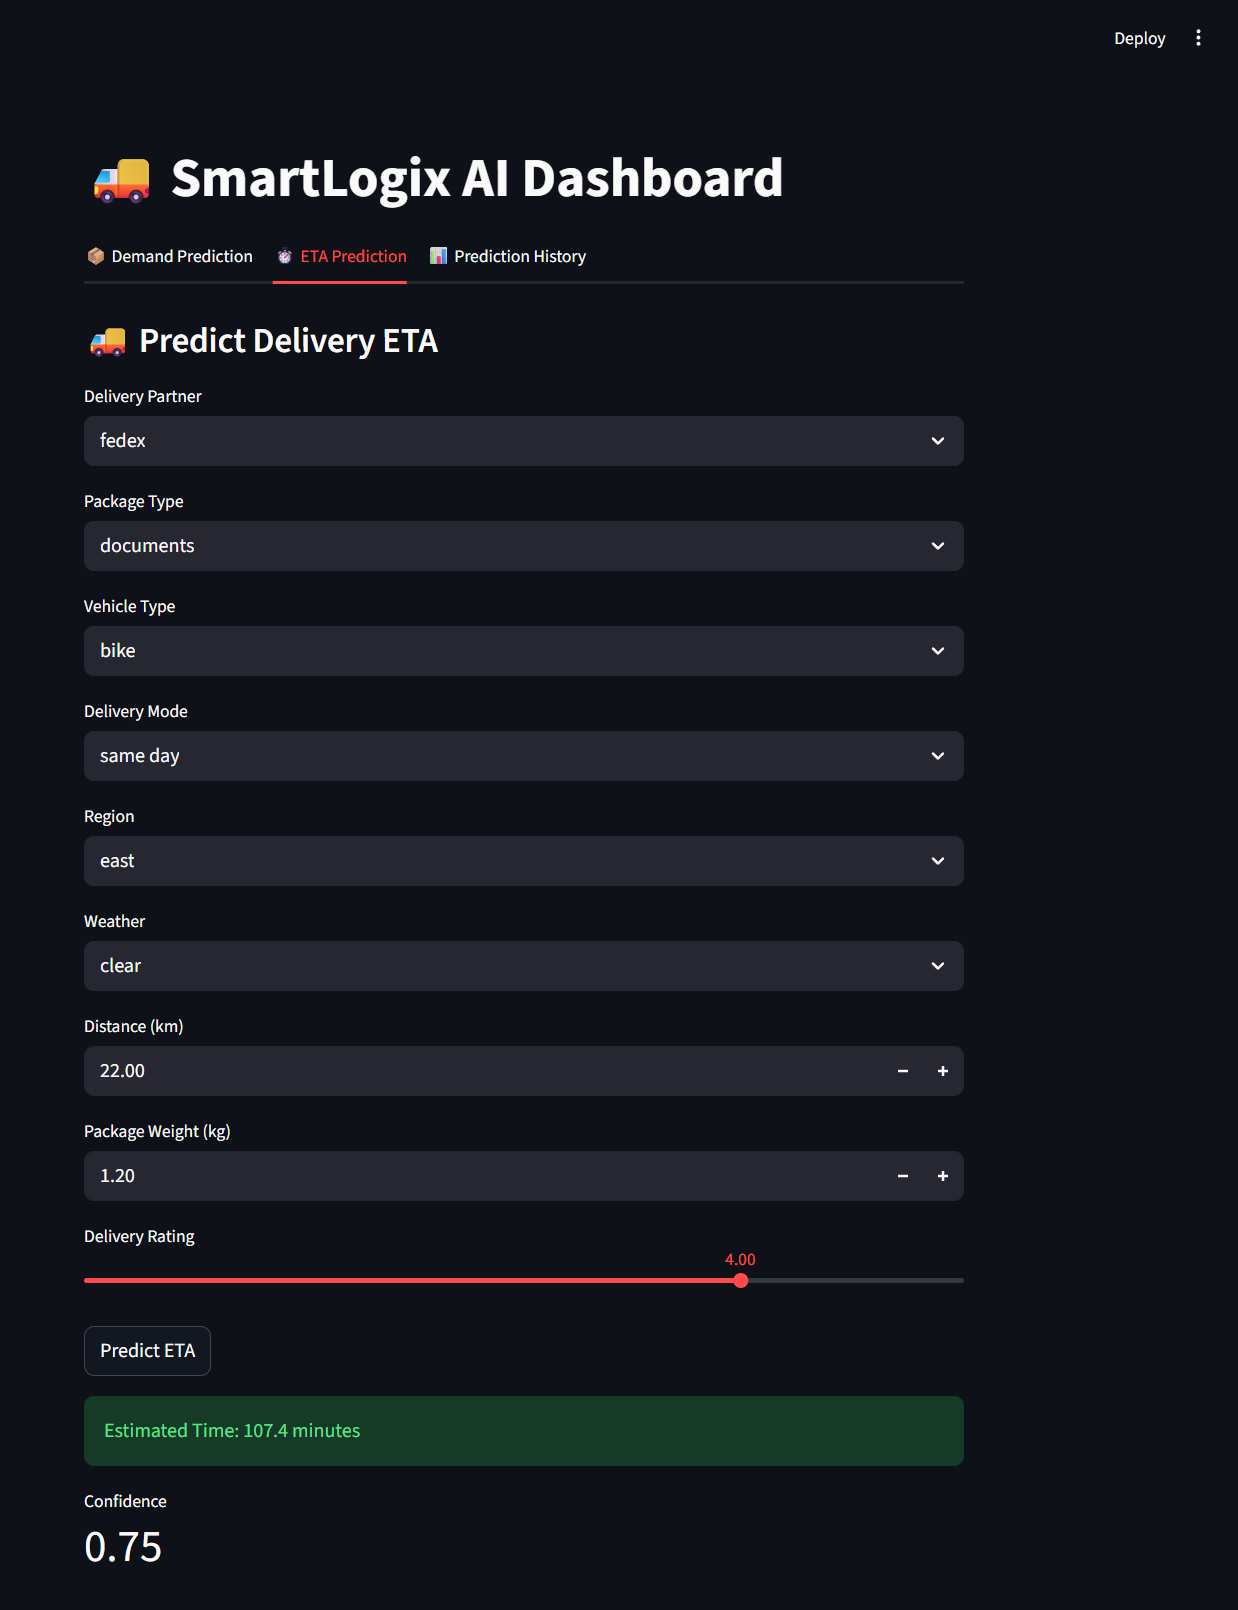 Deploy
SmartLogix AI Dashboard
Demand Prediction ETA Prediction Prediction History
Predict Delivery ETA
Delivery Partner
fedex
Package Type
documents
Vehicle Type
bike
Delivery Mode
same day
Region
east
Weather
clear
Distance (km)
22.00
Package Weight (kg)
1.20
Delivery Rating
4.00
Predict ETA
Estimated Time: 107.4 minutes
Confidence
0.75